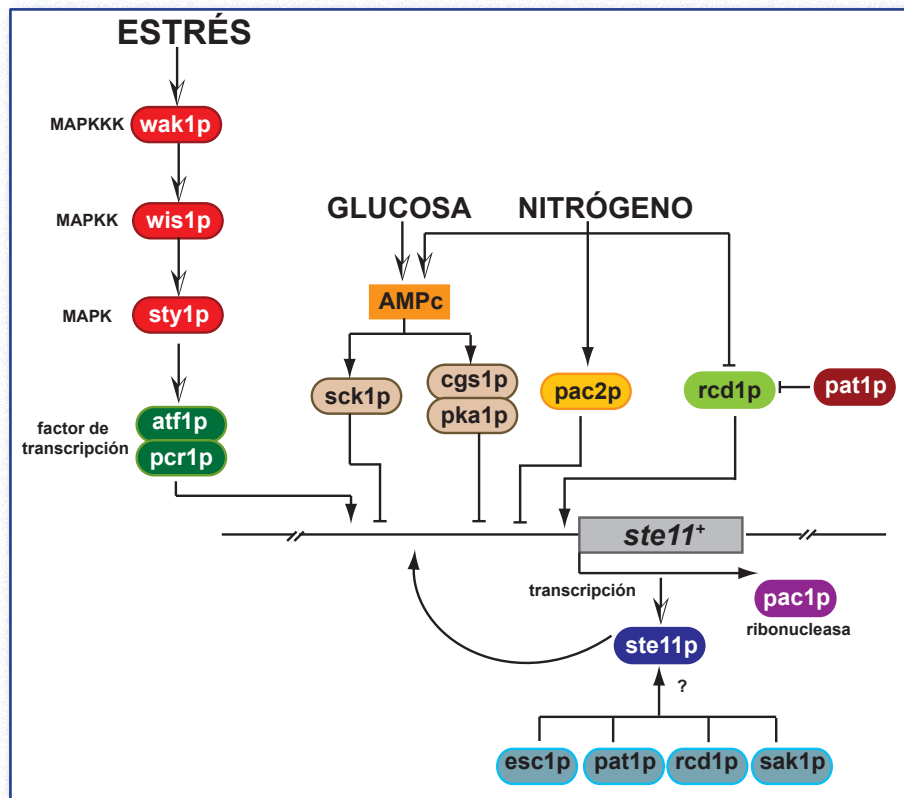 ESTRÉS
MAPKKK
wak1p
MAPKK
wis1p
MAPK
sty1p
factor de
transcripción
atf1p
pcr1p
GLUCOSA
NITRÓGENO
AMPc
sck1p
cgs1p
pka1p
pac2p
rcd1p
pat1p
ste11+
transcripción
pac1p
ribonucleasa
ste11p
?
esc1p
pat1p
rcd1p
sak1p